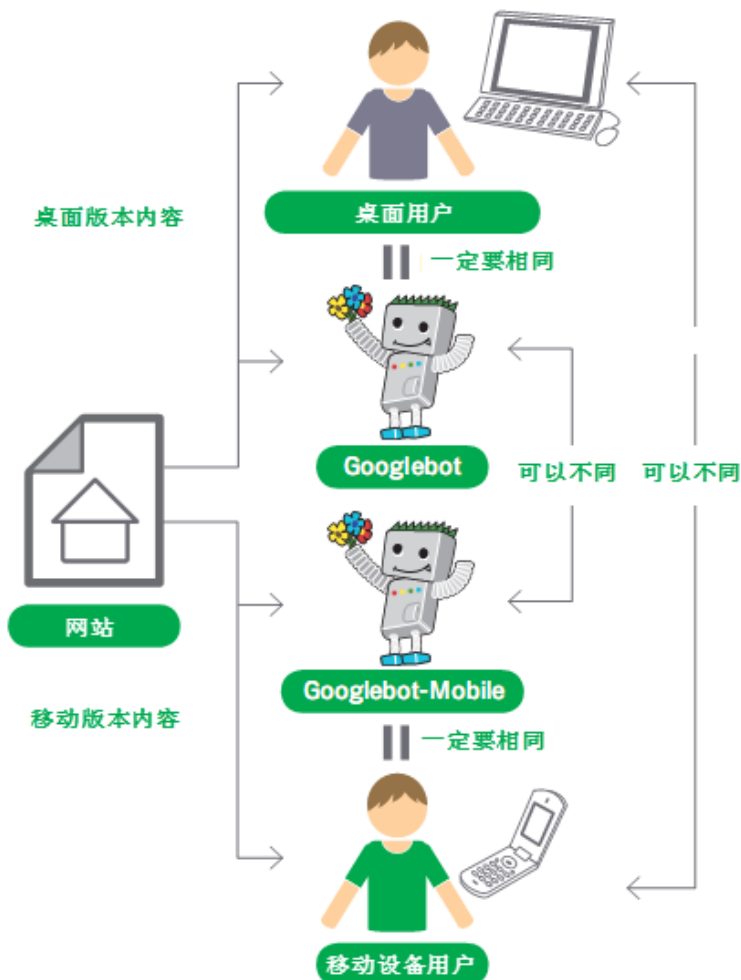 桌面版本内容
桌面用户
一定要相同
Googlebot
可以不同
可以不同
网站
Googlebot-Mobile
移动版本内容
一定要相同
移动设备用户